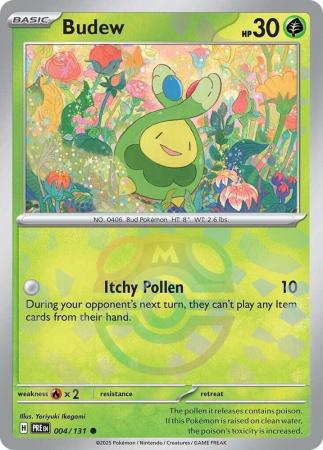 BASIC
Budew
HP 30
NO. 0406 Bud Pokémon HT: 8" WT: 2.6 lbs.
M
Itchy Pollen 10
During your opponent's next turn, they can't play any Item
cards from their hand.
weakness ×2 resistance retreat
Illus. Yoriyuki Ikegami
H PRE EN 004/131 ●
The pollen it releases contains poison.
If this Pokémon is raised on clean water,
the poison's toxicity is increased.
©2025 Pokémon / Nintendo / Creatures / GAME FREAK